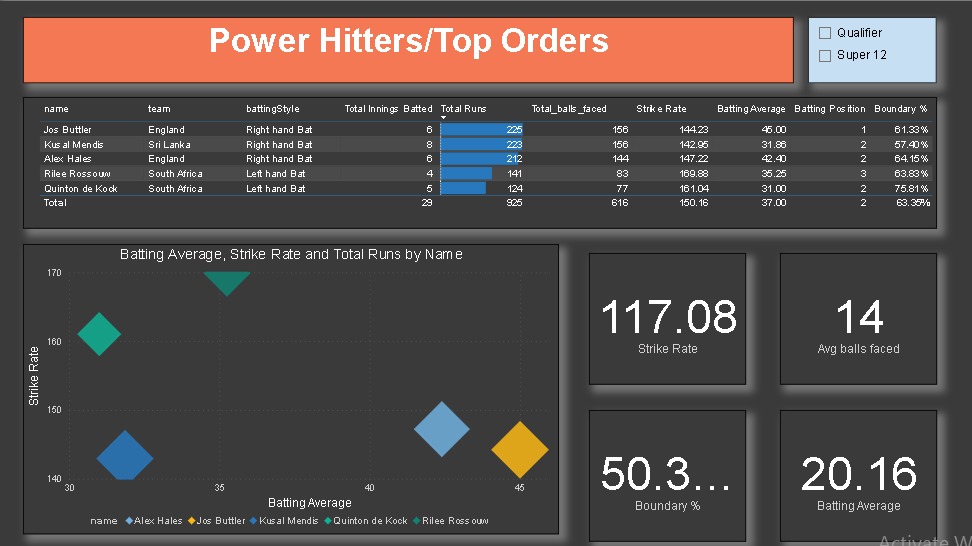 Power Hitters/Top Orders
Qualifier
Super 12
name team battingStyle Total Innings Batted Total Runs Total_balls_faced Strike Rate Batting Average Batting Position Boundary %
Jos Buttler England Right hand Bat 6 225 156 144.23 45.00 1 61.33%
Kusal Mendis Sri Lanka Right hand Bat 8 223 156 142.95 31.86 2 57.40%
Alex Hales England Right hand Bat 6 212 144 147.22 42.40 2 64.15%
Rilee Rossouw South Africa Left hand Bat 4 141 83 169.88 35.25 3 63.83%
Quinton de Kock South Africa Left hand Bat 5 124 77 161.04 31.00 2 75.81%
Total 29 925 616 150.16 37.00 2 63.35%
Batting Average, Strike Rate and Total Runs by Name
170
160
150
140
Strike Rate
30 35 40 45
Batting Average
name Alex Hales Jos Buttler Kusal Mendis Quinton de Kock Rilee Rossouw
117.08
Strike Rate
14
Avg balls faced
50.3...
Boundary %
20.16
Batting Average
Activate W